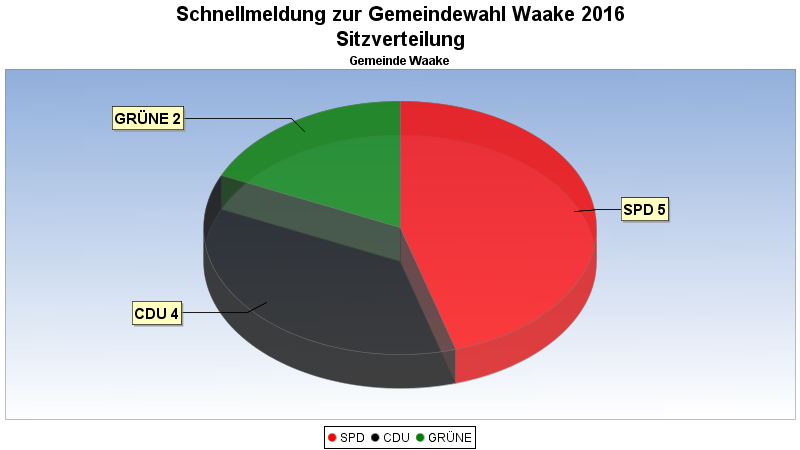 Schnellmeldung zur Gemeindewahl Waake 2016
Sitzverteilung
Gemeinde Waake
GRÜNE 2
SPD 5
CDU 4
SPD CDU GRÜNE